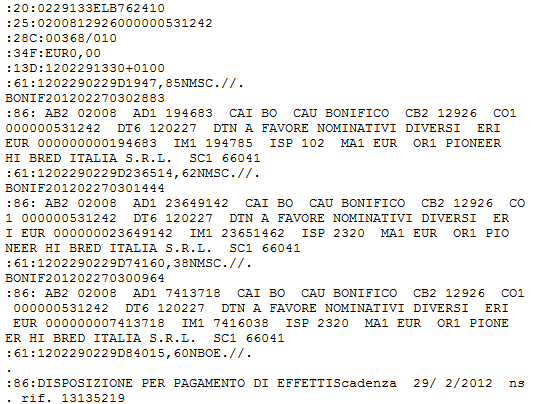 :20:0229133ELB762410
:25:0200812926000000531242
:28C:00368/010
:34F:EUR0,00
:13D:1202291330+0100
:61:1202290229D1947,85NMSC.//.
BONIF201202270302883
:86: AB2 02008  AD1 194683  CAI BO  CAU BONIFICO  CB2 12926  CO1
000000531242  DT6 120227  DTN A FAVORE NOMINATIVI DIVERSI  ERI
EUR 000000000194683  IM1 194785  ISP 102  MA1 EUR  OR1 PIONEER
HI BRED ITALIA S.R.L.  SC1 66041
:61:1202290229D236514,62NMSC.//.
BONIF201202270301444
:86: AB2 02008  AD1 23649142  CAI BO  CAU BONIFICO  CB2 12926  CO
1 000000531242  DT6 120227  DTN A FAVORE NOMINATIVI DIVERSI  ER
I EUR 000000023649142  IM1 23651462  ISP 2320  MA1 EUR  OR1 PIO
NEER HI BRED ITALIA S.R.L.  SC1 66041
:61:1202290229D74160,38NMSC.//.
BONIF201202270300964
:86: AB2 02008  AD1 7413718  CAI BO  CAU BONIFICO  CB2 12926  CO1
000000531242  DT6 120227  DTN A FAVORE NOMINATIVI DIVERSI  ERI
EUR 000000007413718  IM1 7416038  ISP 2320  MA1 EUR  OR1 PIONE
ER HI BRED ITALIA S.R.L.  SC1 66041
:61:1202290229D84015,60NBOE.//.
.
:86:DISPOSIZIONE PER PAGAMENTO DI EFFETTIScadenza  29/ 2/2012  ns
. rif. 13135219